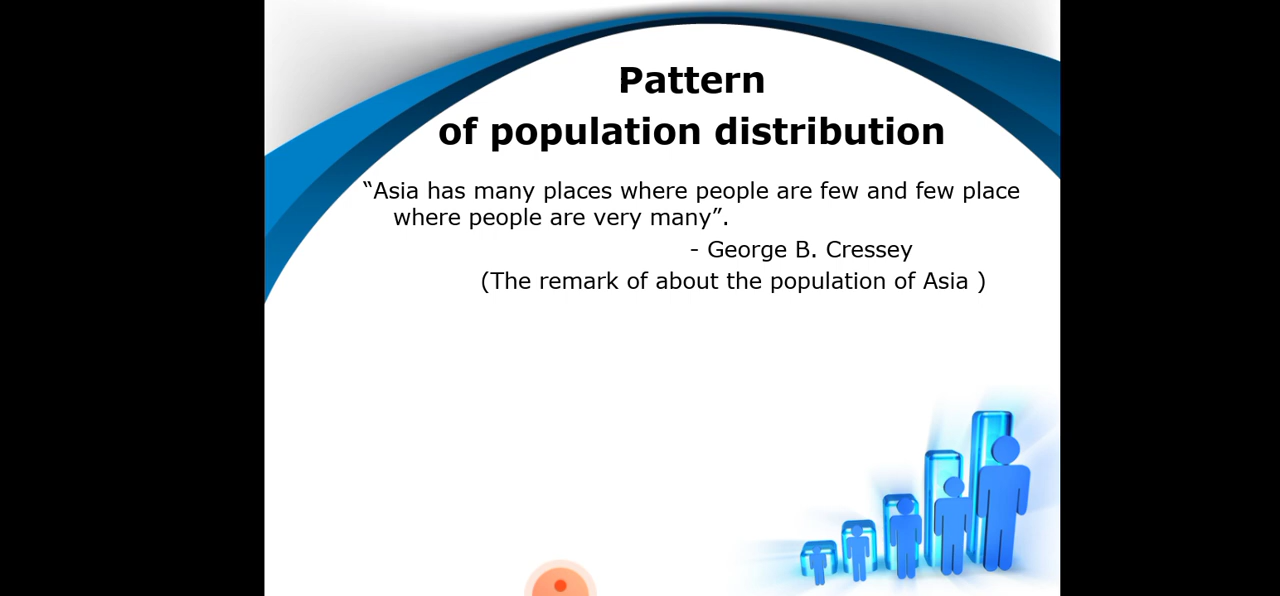 Pattern
of population distribution
“Asia has many places where people are few and few place
where people are very many”.
- George B. Cressey
(The remark of about the population of Asia )